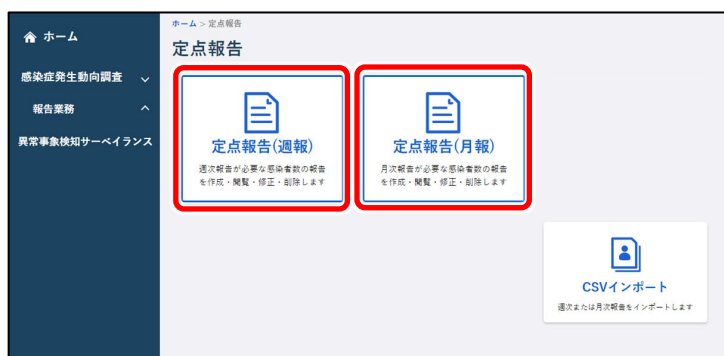 ホーム
感染症発生動向調査
報告業務
異常事象検知サーベイランス
ホーム > 定点報告
定点報告
定点報告(週報)
週次報告が必要な感染者数の報告
を作成・閲覧・修正・削除します
定点報告(月報)
月次報告が必要な感染者数の報告
を作成・閲覧・修正・削除します
CSVインポート
週次または月次報告をインポートします